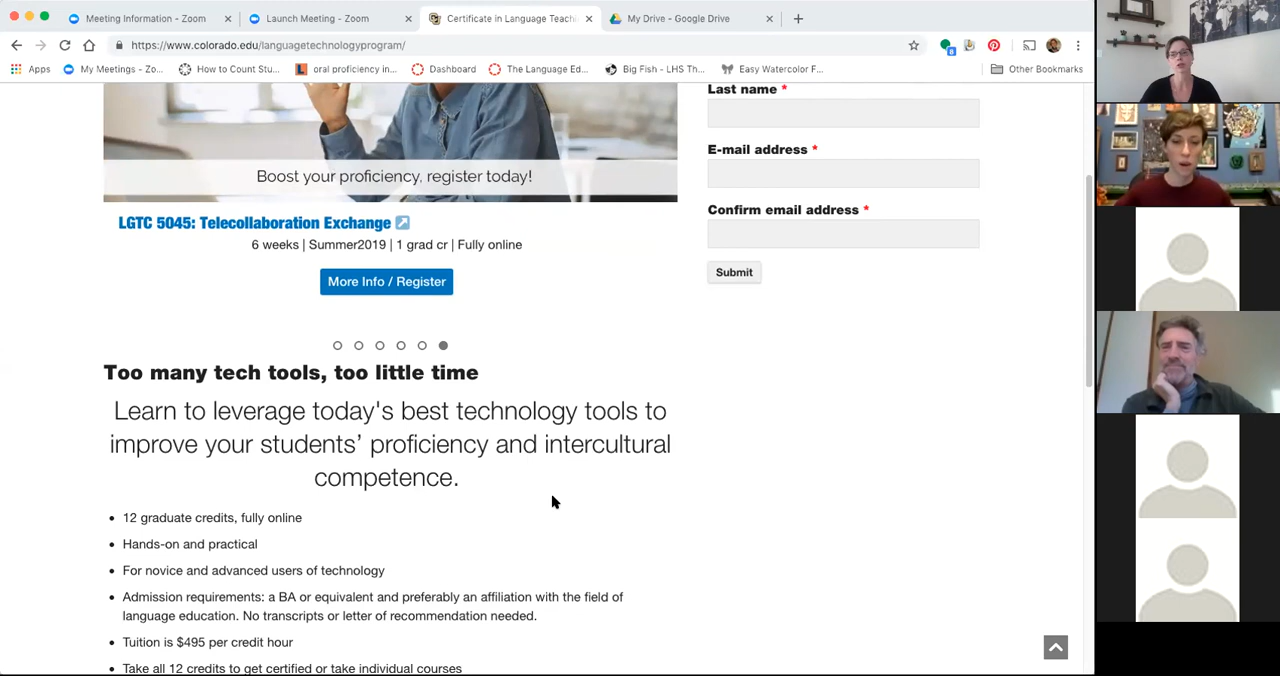 Meeting Information - Zoom
Launch Meeting - Zoom
Certificate in Language Teachi
My Drive - Google Drive
https://www.colorado.edu/languagetechnologyprogram/
Apps
My Meetings - Zo...
How to Count Stu...
oral proficiency in...
Dashboard
The Language Ed...
Big Fish - LHS Th...
Easy Watercolor F...
Other Bookmarks
Boost your proficiency, register today!
LGTC 5045: Telecollaboration Exchange
6 weeks | Summer2019 | 1 grad cr | Fully online
More Info / Register
Too many tech tools, too little time
Learn to leverage today's best technology tools to
improve your students’ proficiency and intercultural
competence.
• 12 graduate credits, fully online
• Hands-on and practical
• For novice and advanced users of technology
• Admission requirements: a BA or equivalent and preferably an affiliation with the field of
language education. No transcripts or letter of recommendation needed.
• Tuition is $495 per credit hour
• Take all 12 credits to get certified or take individual courses
Last name *
E-mail address *
Confirm email address *
Submit